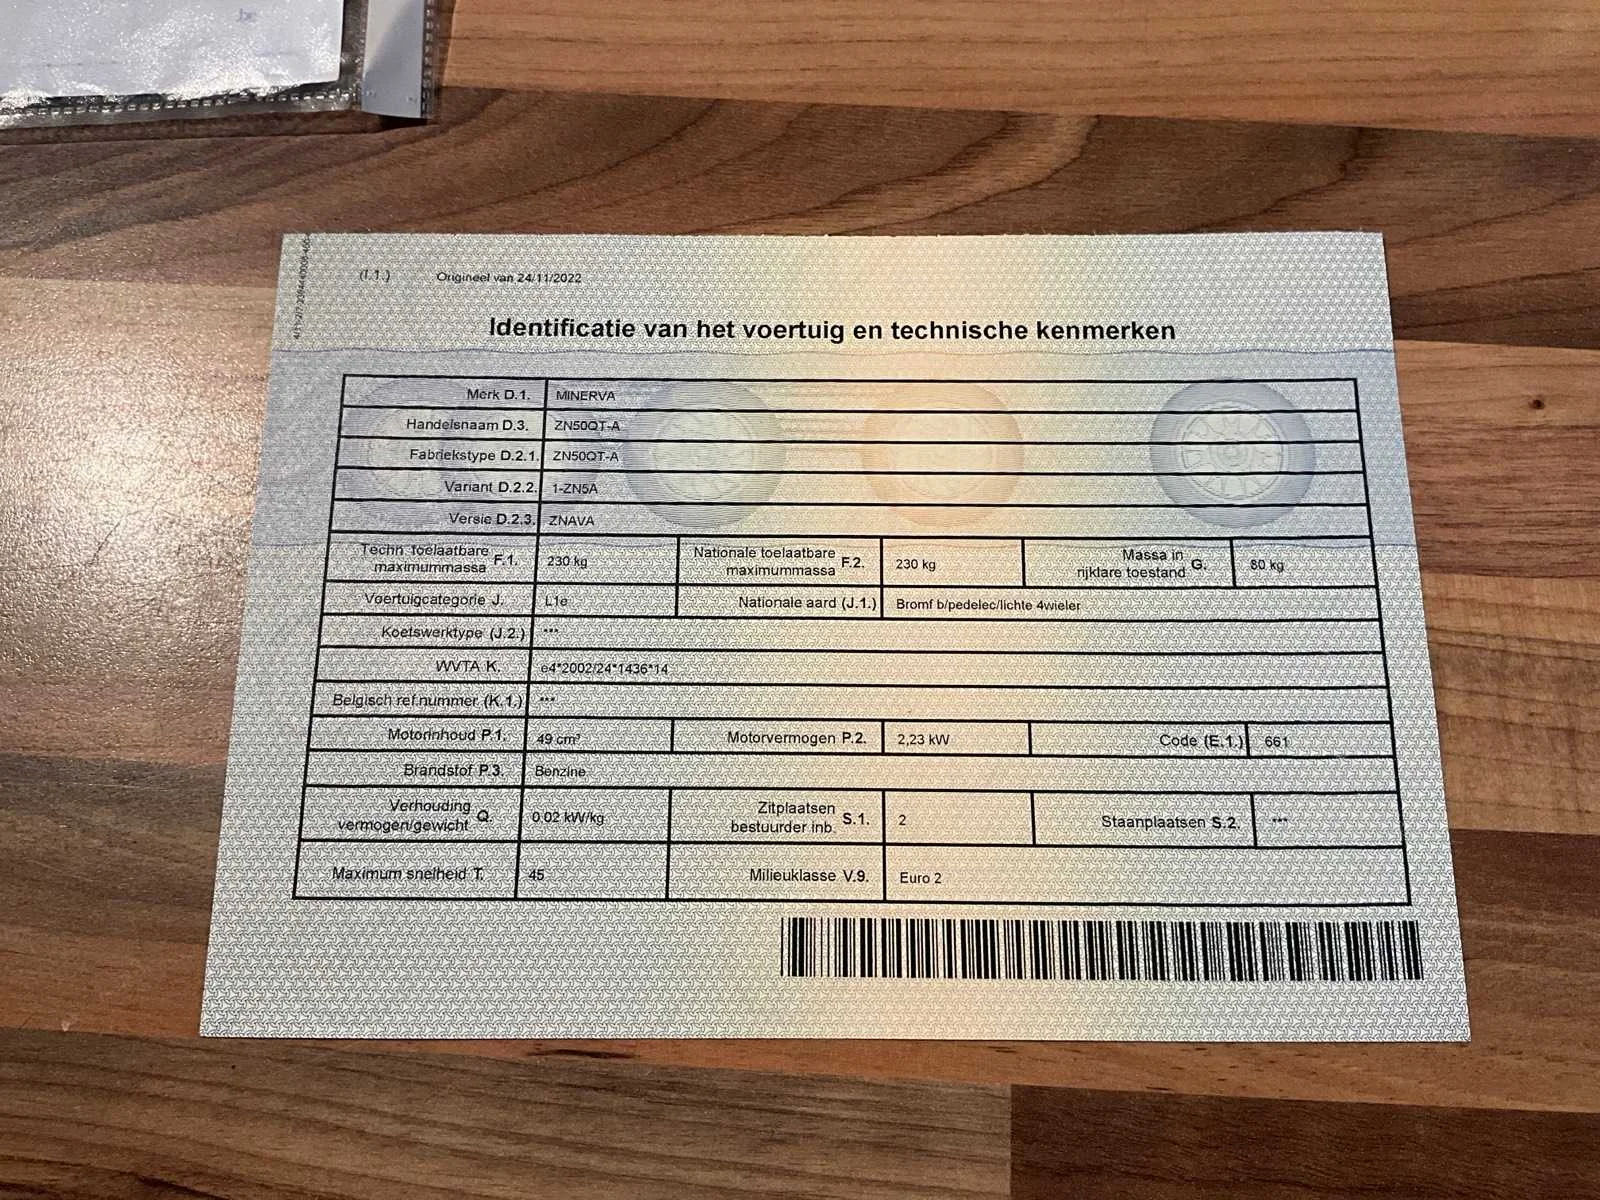 .be
(I.1.) Origineel van 24/11/2022
Identificatie van het voertuig en technische kenmerken
Merk D.1. MINERVA
Handelsnaam D.3. ZN50QT-A
Fabriekstype D.2.1. ZN50QT-A
Variant D.2.2. 1-ZN5A
Versie D.2.3. ZNAVA
Techn. toelaatbare maximummassa F.1. 230 kg Nationale toelaatbare maximummassa F.2. 230 kg Massa in rijklare toestand G. 80 kg
Voertuigcategorie J. L1e Nationale aard (J.1.) Bromf b/pedelec/lichte 4wieler
Koetswerktype (J.2.) ***
WVTA K. e4*2002/24*1436*14
Belgisch ref.nummer (K.1.) ***
Motorinhoud P.1. 49 cm³ Motorvermogen P.2. 2,23 kW Code (E.1.) 661
Brandstof P.3. Benzine
Verhouding vermogen/gewicht Q. 0.02 kW/kg Zitplaatsen bestuurder inb. S.1. 2 Staanplaatsen S.2. ***
Maximum snelheid T. 45 Milieuklasse V.9. Euro 2